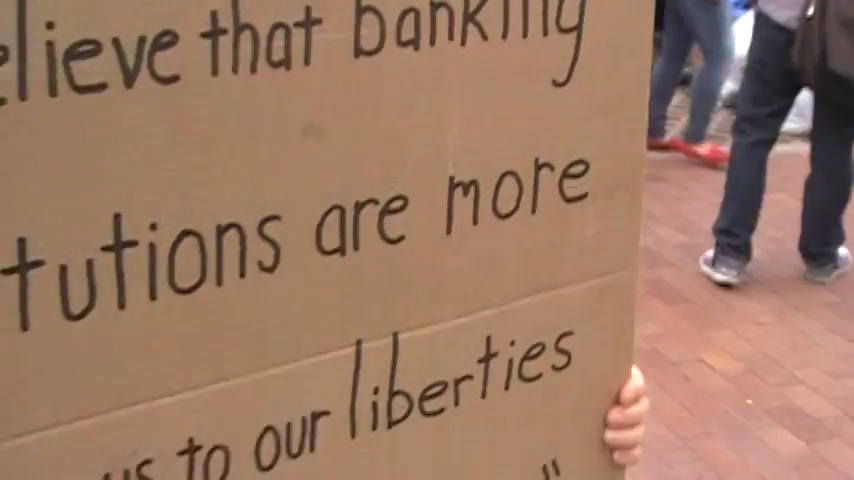 elieve that banking
tutions are more
us to our liberties
"